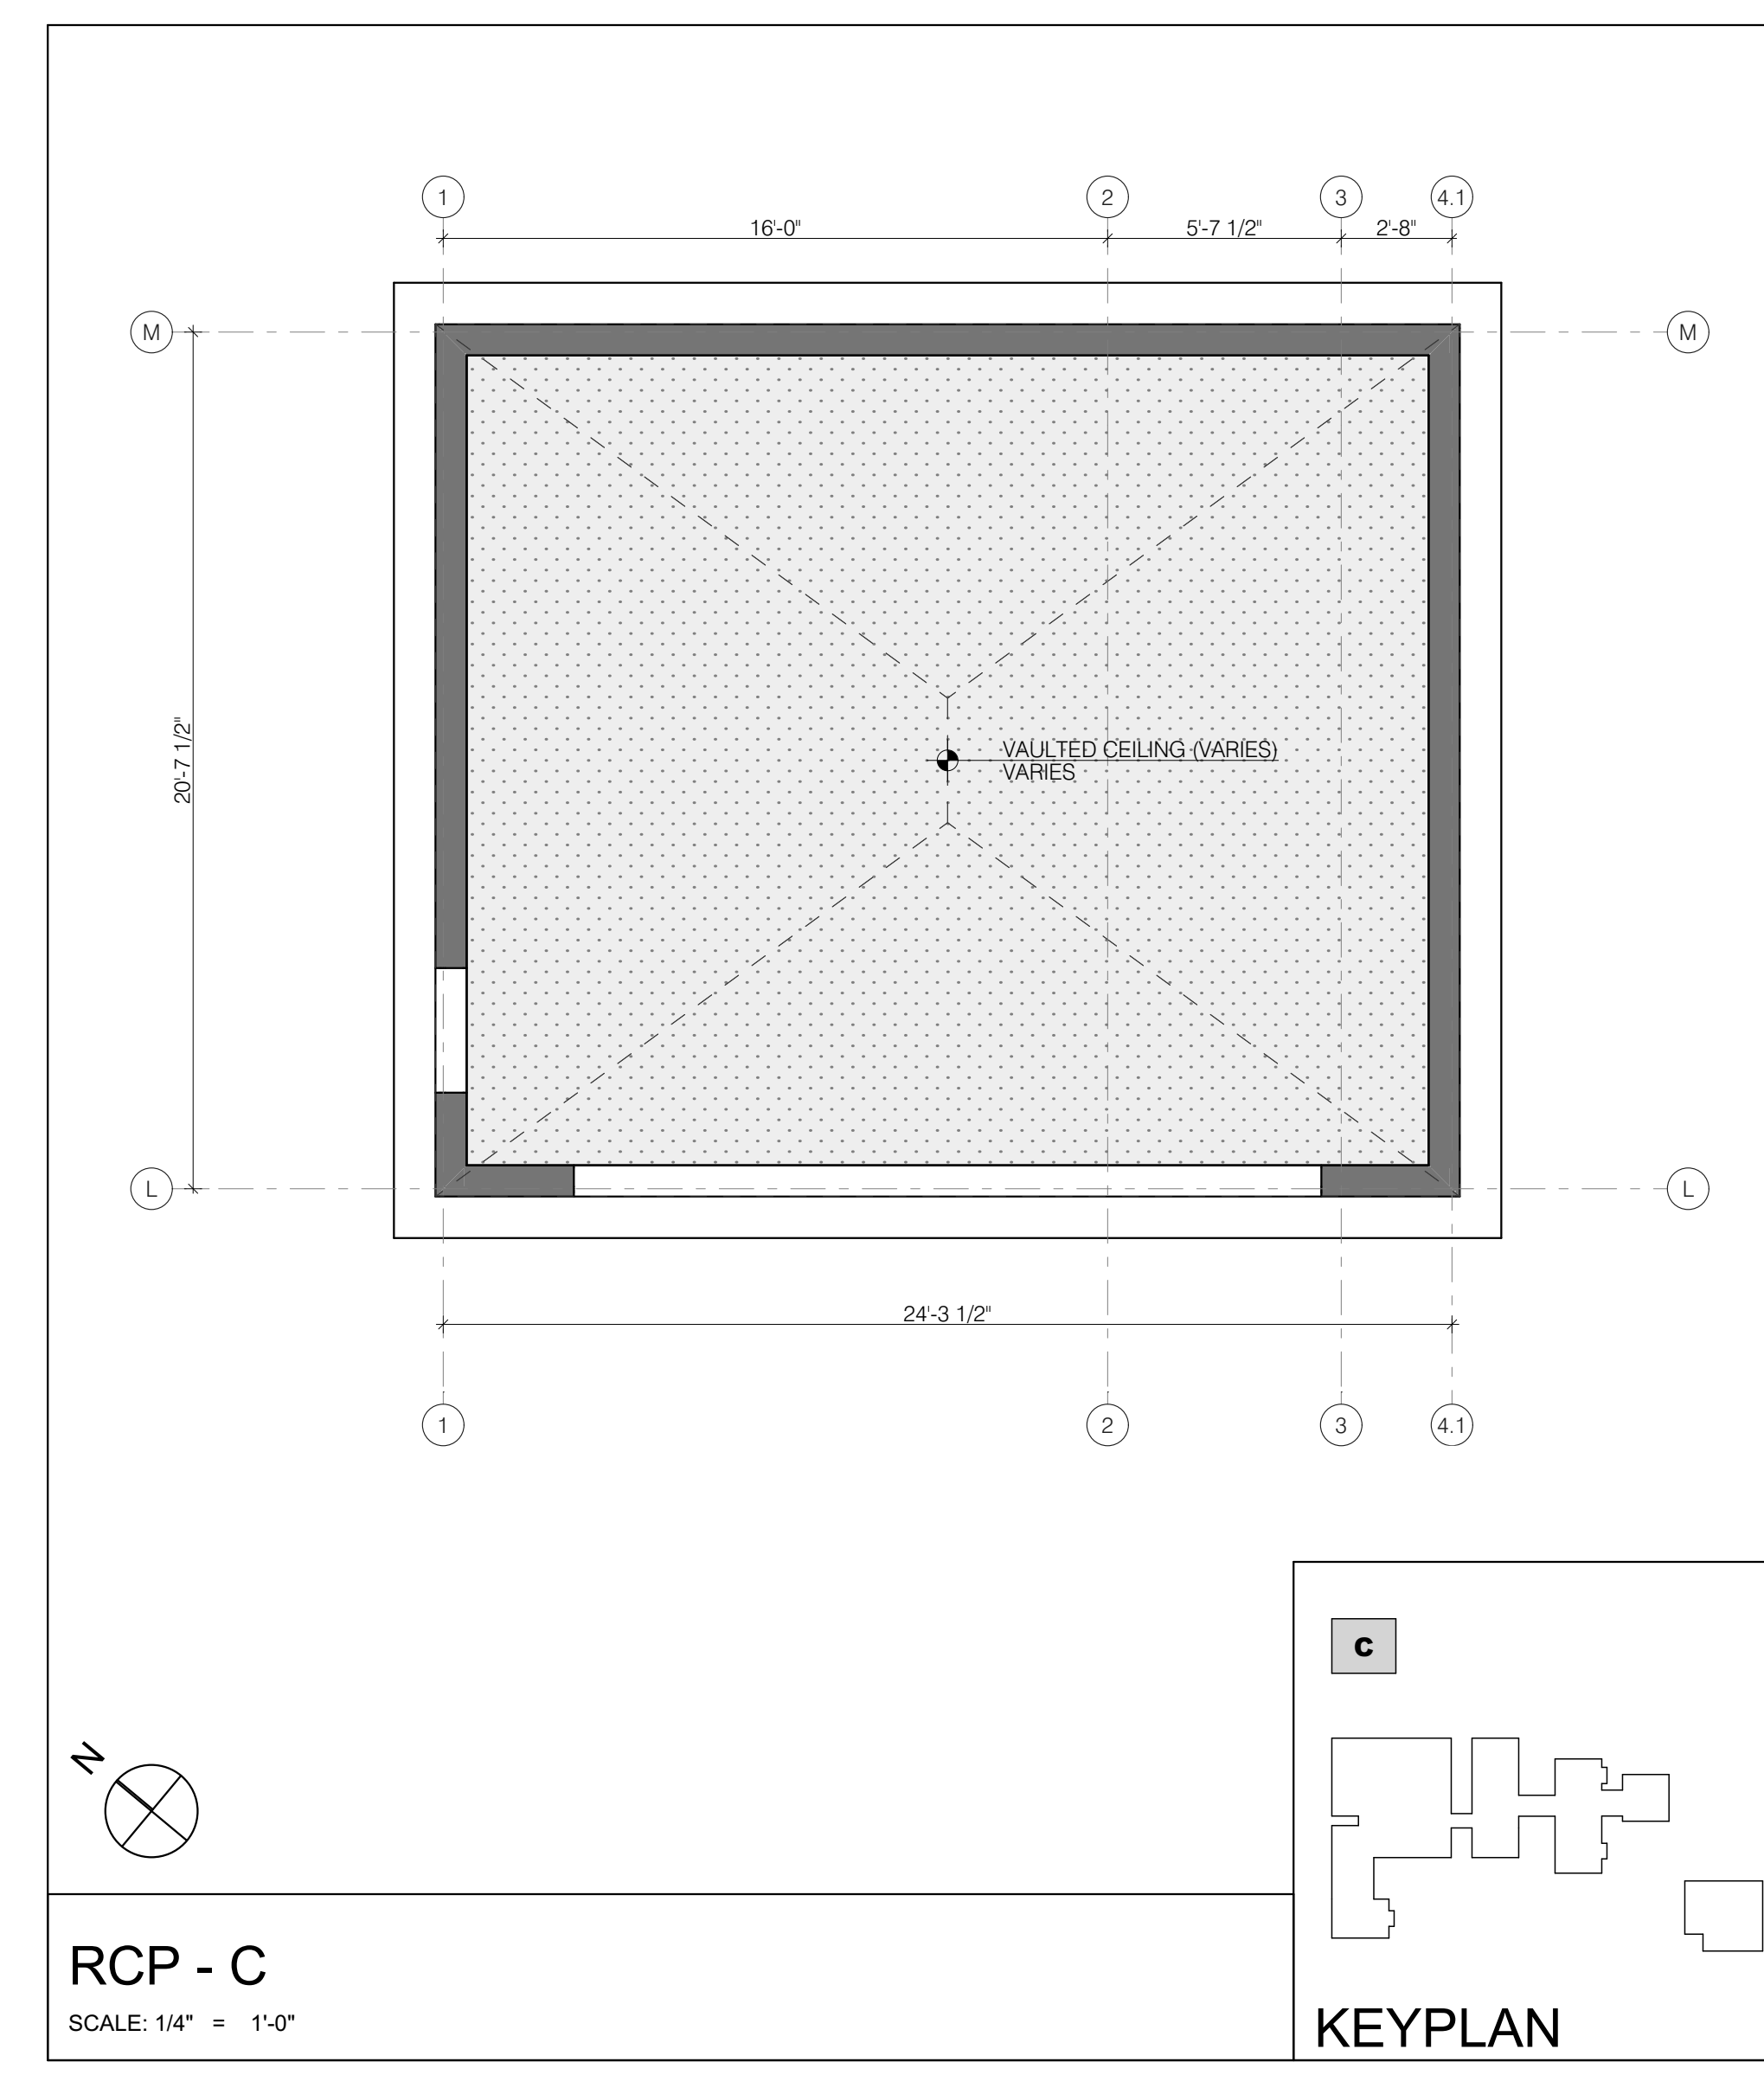 1
2
3
4.1
16'-0"
5'-7 1/2"
2'-8"
M
M
20'-7 1/2"
VAULTED CEILING (VARIES)
VARIES
L
L
24'-3 1/2"
1
2
3
4.1
C
N
RCP - C
SCALE: 1/4" = 1'-0"
KEYPLAN